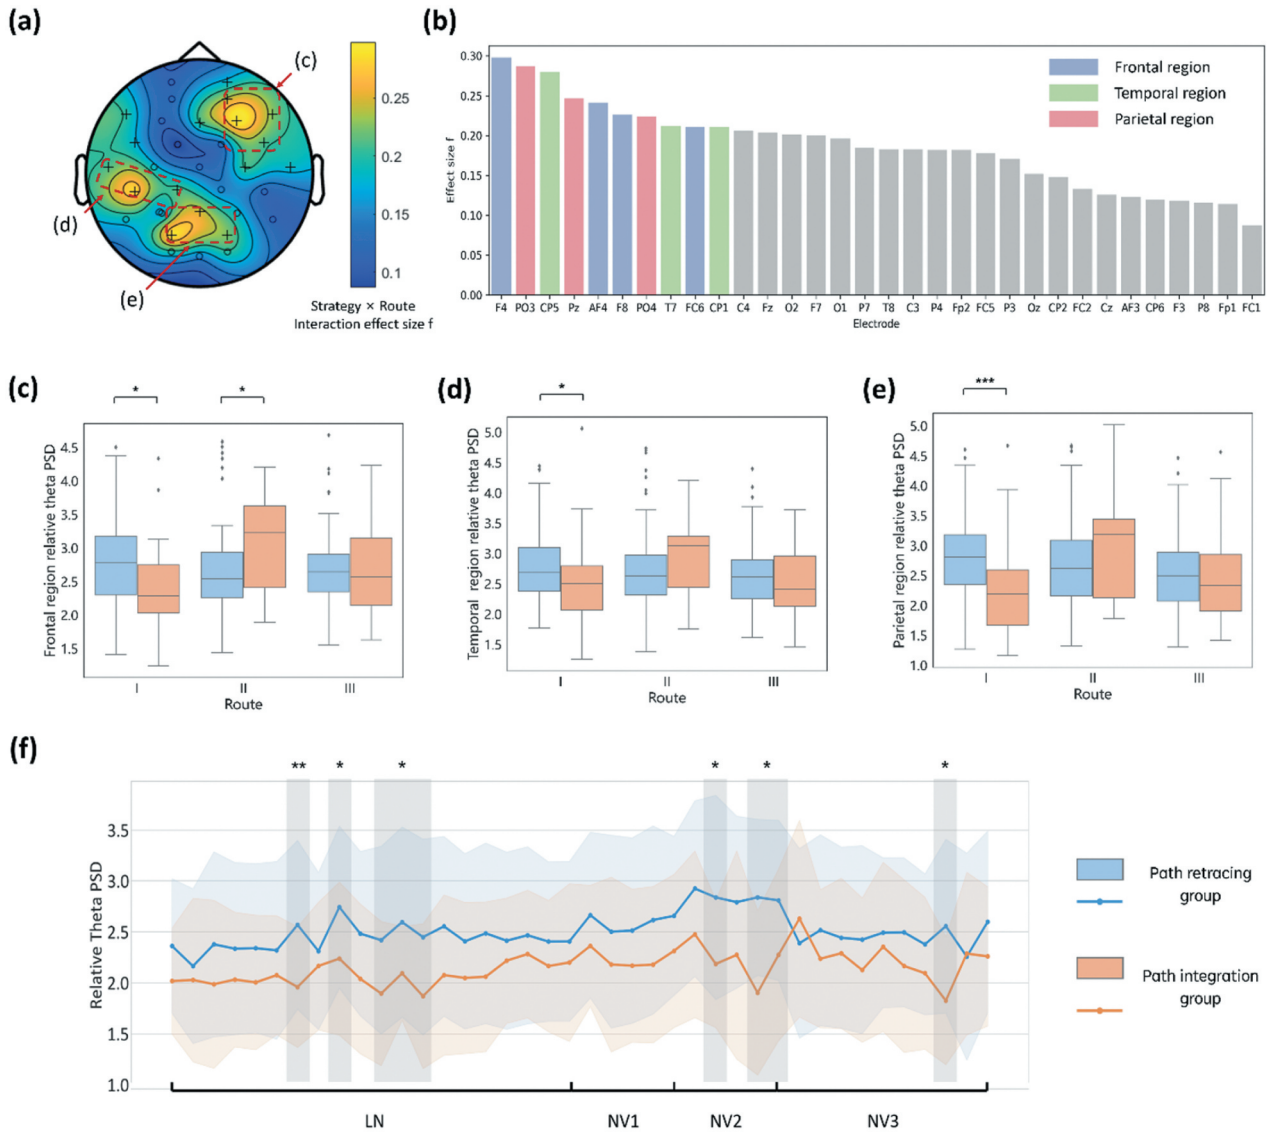 (a)
(c)
(d)
(e)
0.25
0.2
0.15
0.1
Strategy × Route
Interaction effect size f
(b)
Effect size f
0.30
0.25
0.20
0.15
0.10
0.05
0.00
Frontal region
Temporal region
Parietal region
F4 PO3 CP5 Pz AF4 F8 PO4 T7 FC6 CP1 C4 Fz O2 F7 O1 P7 T8 C3 P4 Fp2 FC5 P3 Oz CP2 FC2 Cz AF3 CP6 F3 P8 Fp1 FC1
Electrode
(c)
*
*
Frontal region relative theta PSD
4.5
4.0
3.5
3.0
2.5
2.0
1.5
I II III
Route
(d)
*
Temporal region relative theta PSD
5.0
4.5
4.0
3.5
3.0
2.5
2.0
1.5
I II III
Route
(e)
***
Parietal region relative theta PSD
5.0
4.5
4.0
3.5
3.0
2.5
2.0
1.5
1.0
I II III
Route
(f)
** * * * * *
Relative Theta PSD
3.5
3.0
2.5
2.0
1.5
1.0
LN NV1 NV2 NV3
Path retracing
group
Path integration
group